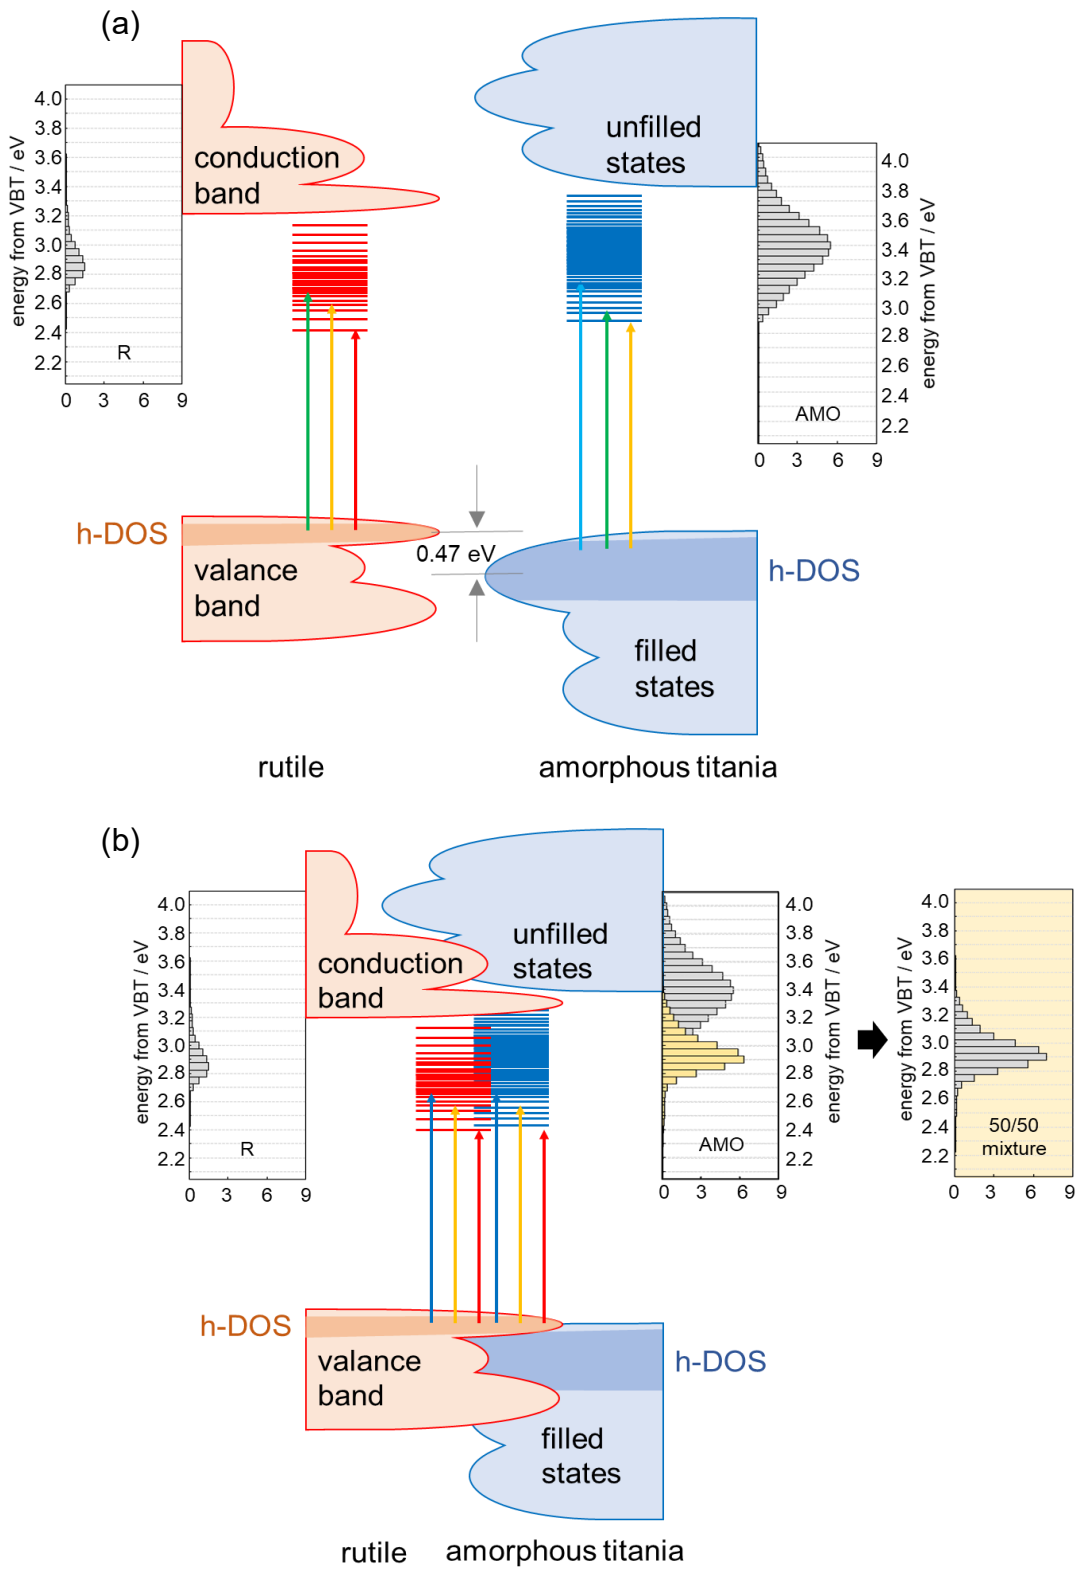 (a)
4.0
3.8
3.6
3.4
3.2
3.0
2.8
2.6
2.4
2.2
energy from VBT / eV
R
0 3 6 9
conduction
band
unfilled
states
4.0
3.8
3.6
3.4
3.2
3.0
2.8
2.6
2.4
2.2
energy from VBT / eV
AMO
0 3 6 9
h-DOS
valance
band
0.47 eV
h-DOS
filled
states
rutile
amorphous titania
(b)
4.0
3.8
3.6
3.4
3.2
3.0
2.8
2.6
2.4
2.2
energy from VBT / eV
R
0 3 6 9
conduction
band
unfilled
states
4.0
3.8
3.6
3.4
3.2
3.0
2.8
2.6
2.4
2.2
energy from VBT / eV
AMO
0 3 6 9
4.0
3.8
3.6
3.4
3.2
3.0
2.8
2.6
2.4
2.2
energy from VBT / eV
50/50
mixture
0 3 6 9
h-DOS
valance
band
h-DOS
filled
states
rutile
amorphous titania